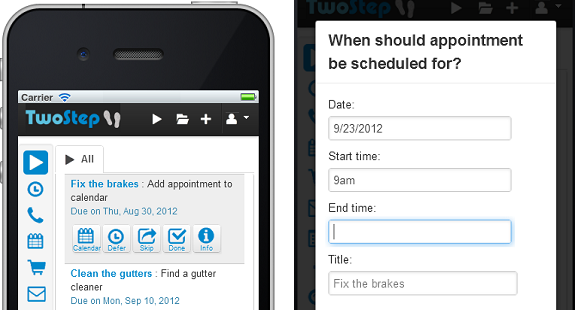 Carrier
TwoStep
All
Fix the brakes : Add appointment to
calendar
Due on Thu, Aug 30, 2012
Calendar Defer Skip Done Info
Clean the gutters : Find a gutter
cleaner
Due on Mon, Sep 10, 2012
When should appointment
be scheduled for?
Date:
9/23/2012
Start time:
9am
End time:
Title:
Fix the brakes